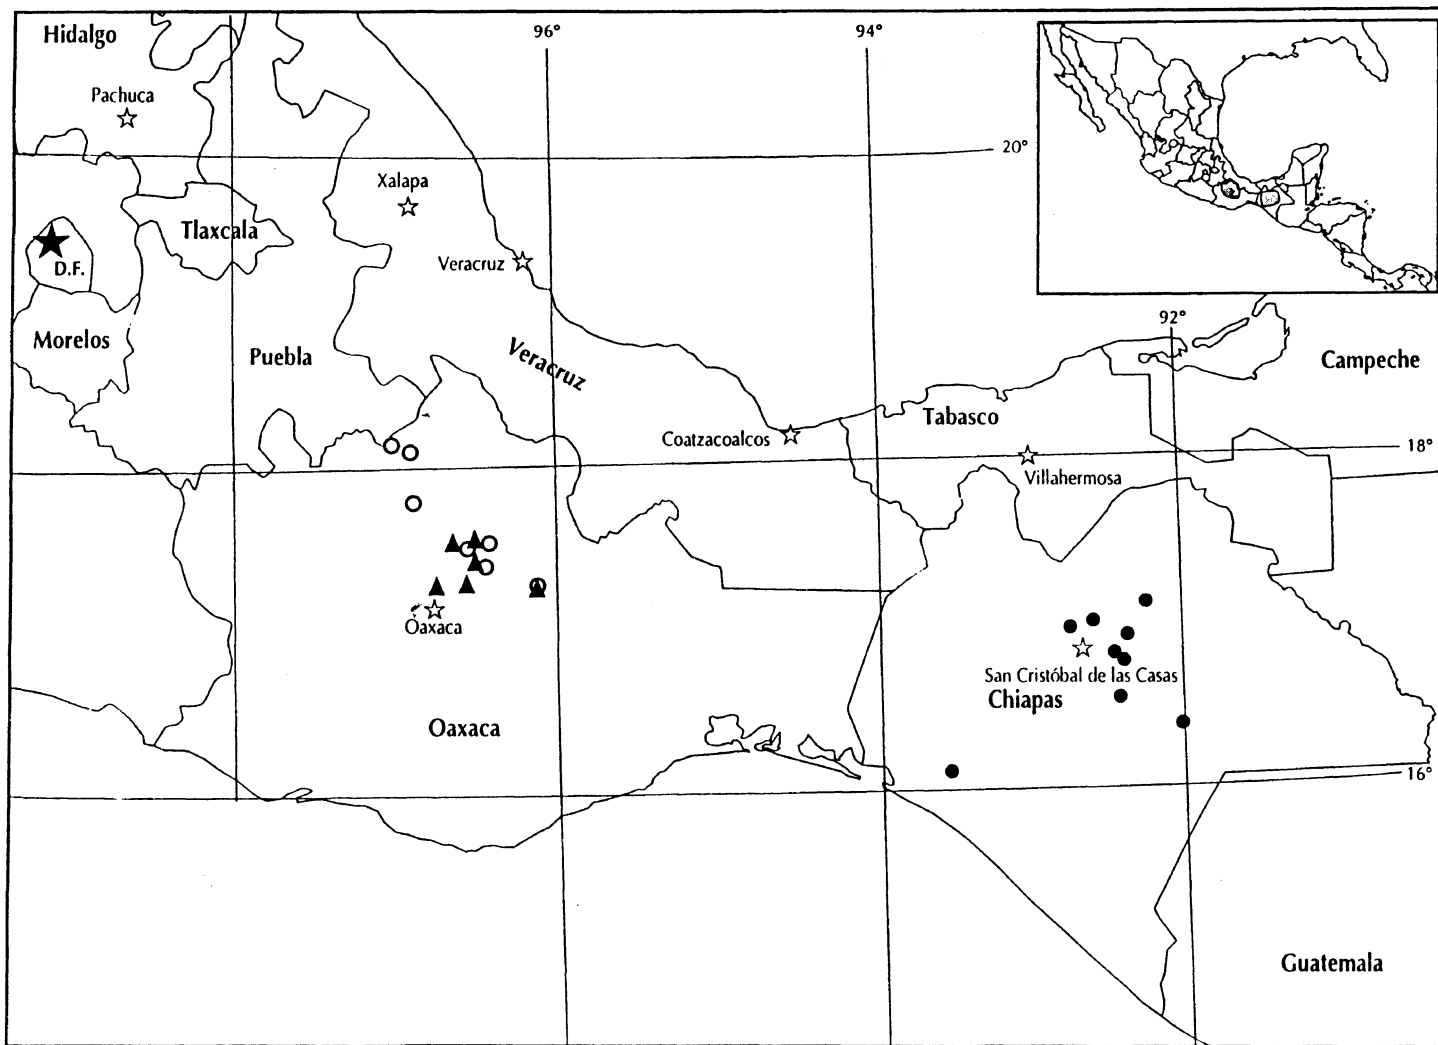 Hidalgo
96°
94°
Pachuca
20°
Xalapa
Tlaxcala
D.F.
Veracruz
92°
Morelos
Puebla
Veracruz
Campeche
Tabasco
Coatzacoalcos
18°
Villahermosa
Oaxaca
San Cristóbal de las Casas
Chiapas
Oaxaca
16°
Guatemala